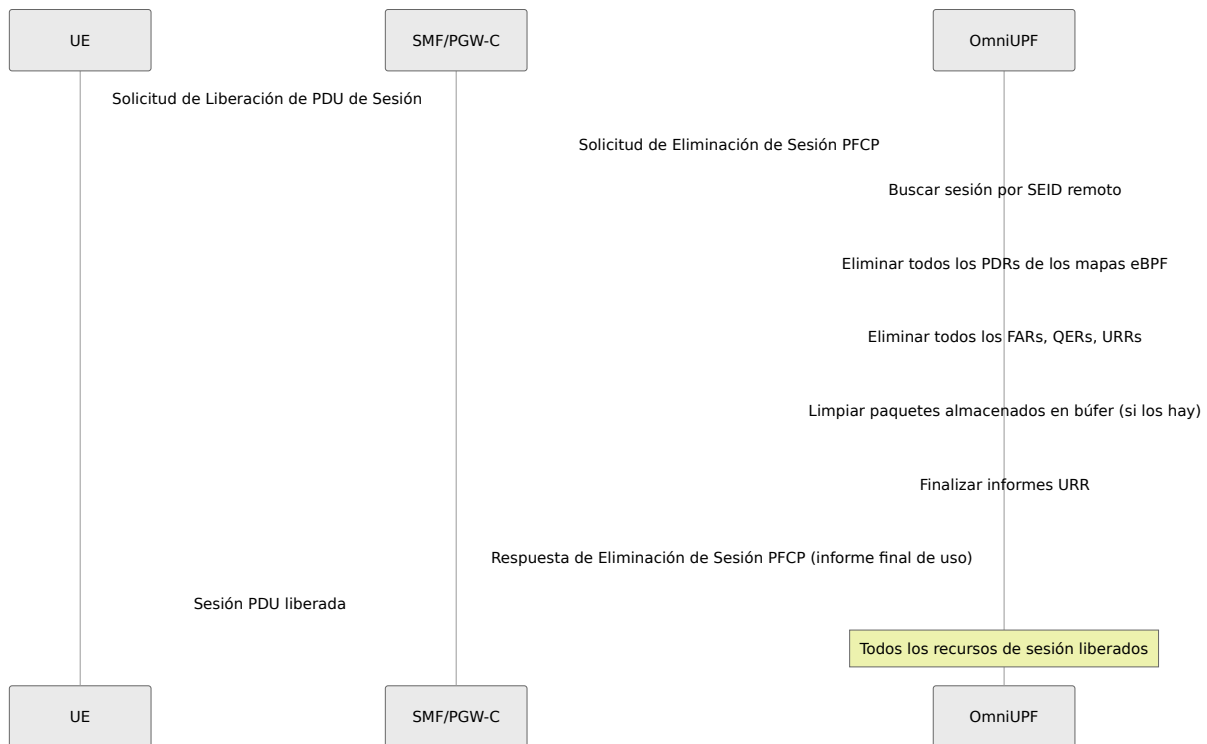 UE
SMF/PGW-C
OmniUPF
Solicitud de Liberación de PDU de Sesión
Solicitud de Eliminación de Sesión PFCP
Buscar sesión por SEID remoto
Eliminar todos los PDRs de los mapas eBPF
Eliminar todos los FARs, QERs, URRs
Limpiar paquetes almacenados en búfer (si los hay)
Finalizar informes URR
Respuesta de Eliminación de Sesión PFCP (informe final de uso)
Sesión PDU liberada
Todos los recursos de sesión liberados
UE
SMF/PGW-C
OmniUPF